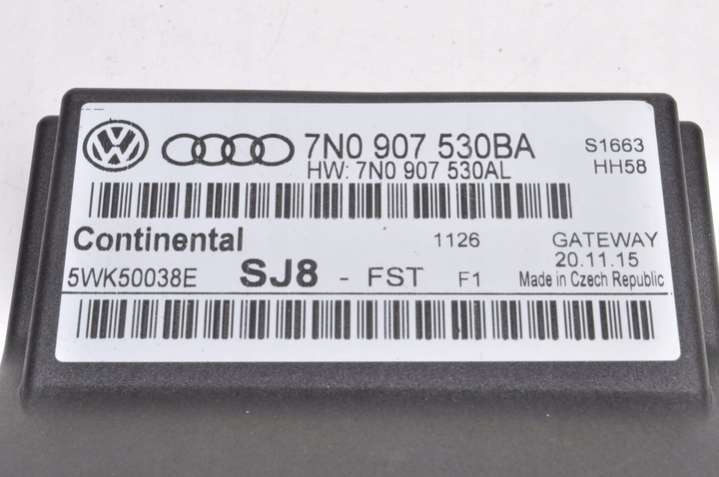 7N0 907 530BA S1663
HW: 7N0 907 530AL HH58
Continental 1126 GATEWAY
20.11.15
5WK50038E SJ8 - FST F1 Made in Czech Republic